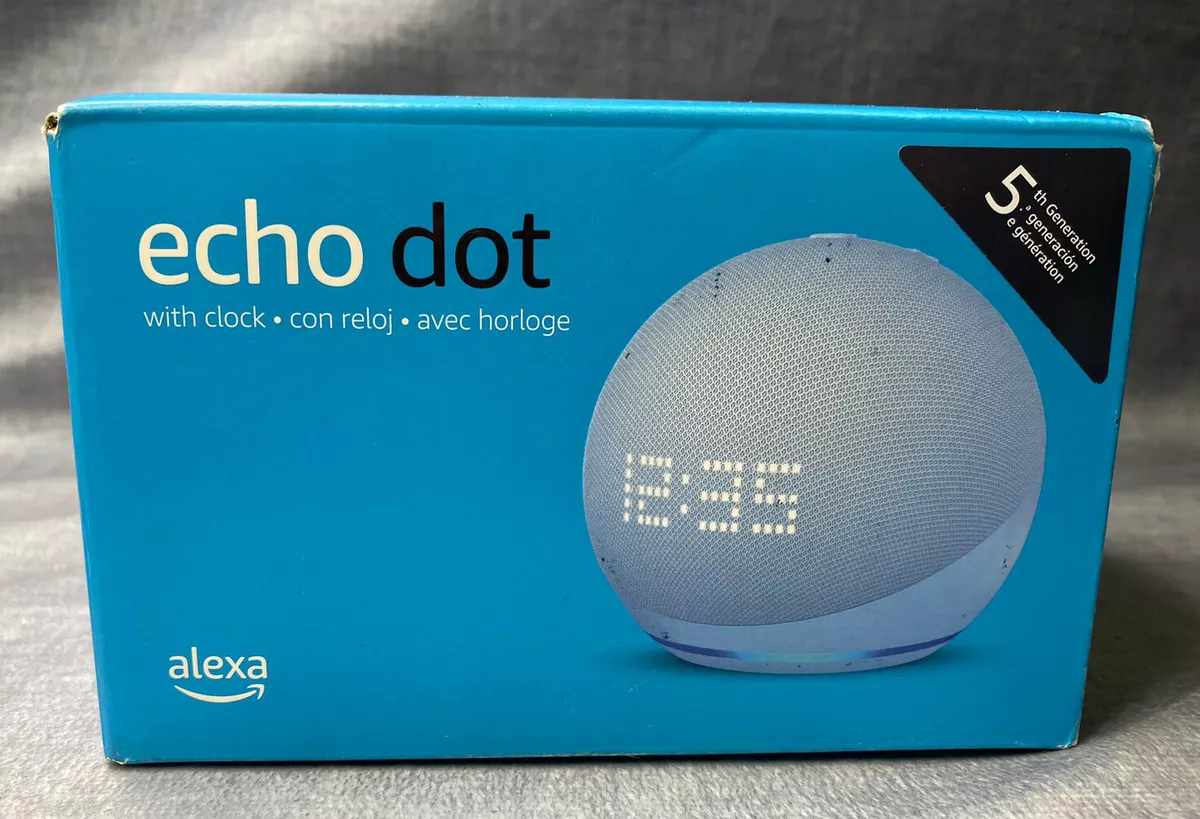 echo dot
with clock • con reloj • avec horloge
5th Generation
.ª generación
e génération
12:35
alexa